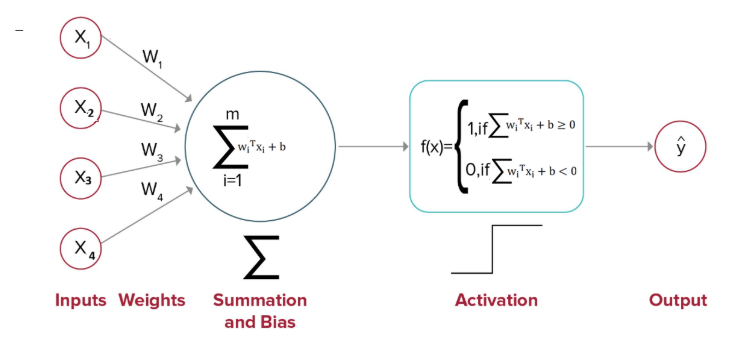 X₁
X₂
X₃
X₄
W₁
W₂
W₃
W₄
m
∑ wᵢᵀxᵢ + b
i=1
∑
f(x)=
1,if ∑ wᵢᵀxᵢ + b ≥ 0
0,if ∑ wᵢᵀxᵢ + b < 0
ŷ
Inputs Weights Summation and Bias Activation Output